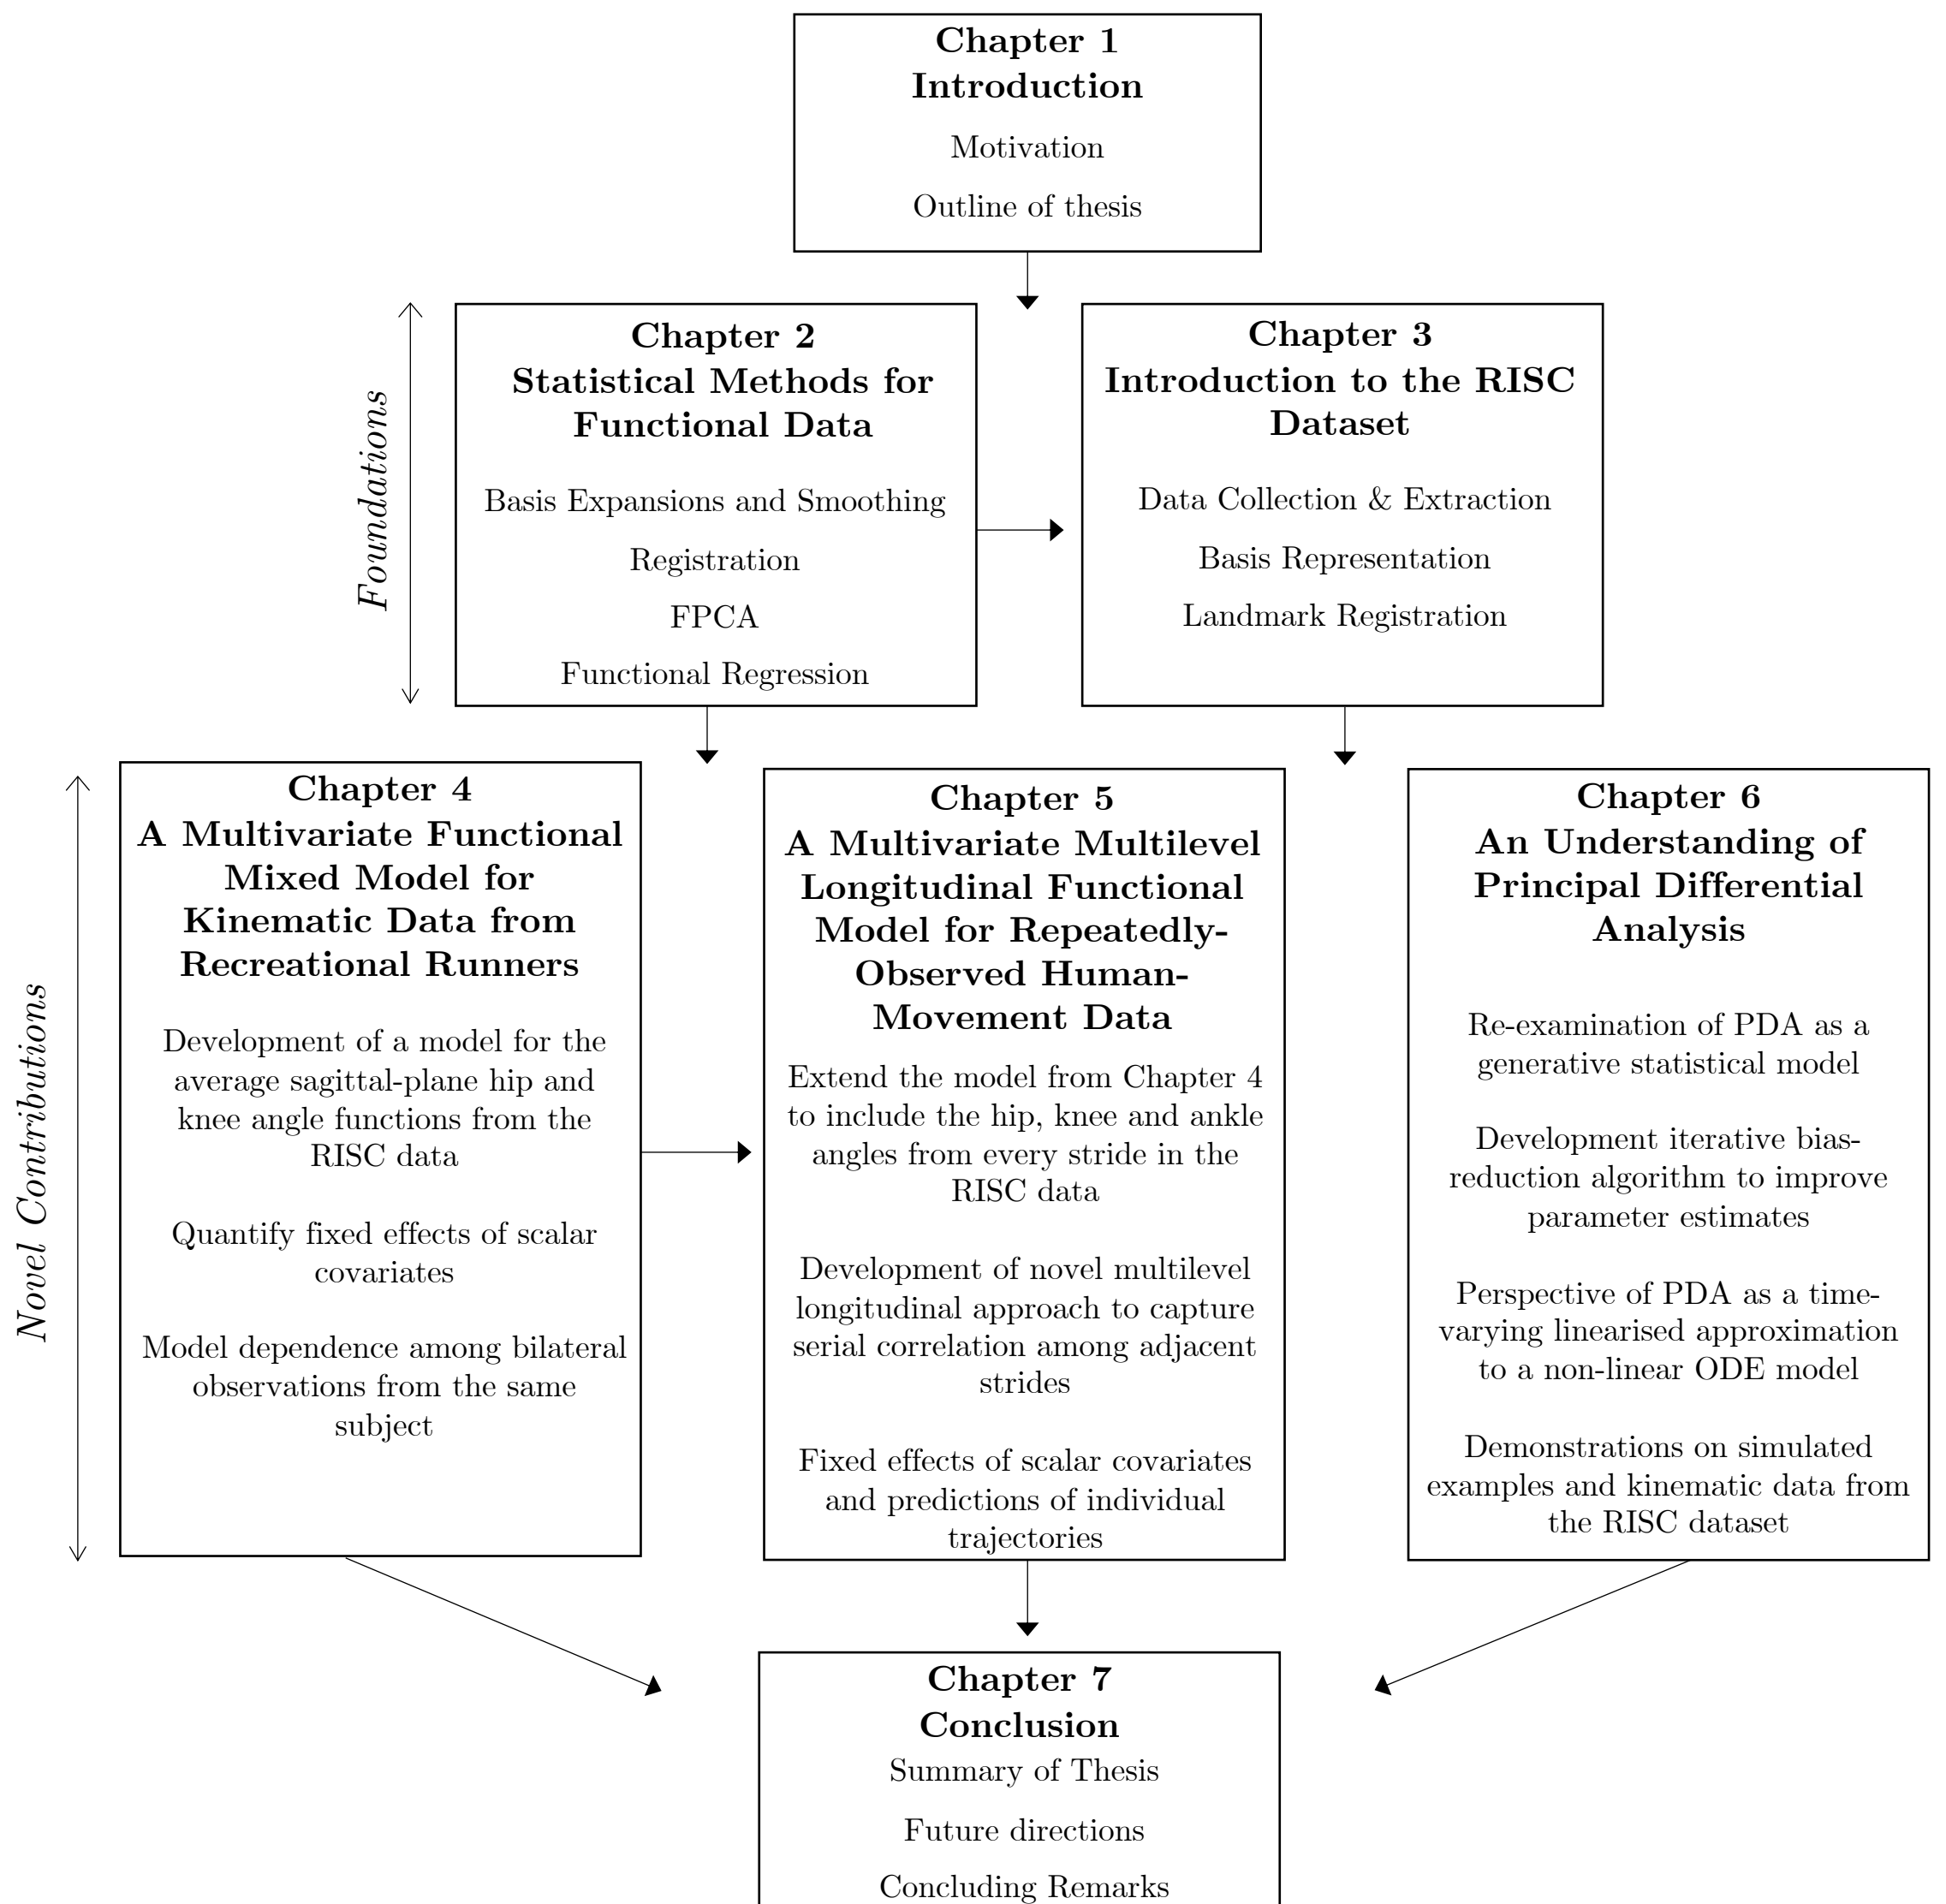 Chapter 1
Introduction
Motivation
Outline of thesis
Foundations
Chapter 2
Statistical Methods for
Functional Data
Basis Expansions and Smoothing
Registration
FPCA
Functional Regression
Chapter 3
Introduction to the RISC
Dataset
Data Collection & Extraction
Basis Representation
Landmark Registration
Novel Contributions
Chapter 4
A Multivariate Functional
Mixed Model for
Kinematic Data from
Recreational Runners
Development of a model for the
average sagittal-plane hip and
knee angle functions from the
RISC data
Quantify fixed effects of scalar
covariates
Model dependence among bilateral
observations from the same
subject
Chapter 5
A Multivariate Multilevel
Longitudinal Functional
Model for Repeatedly-
Observed Human-
Movement Data
Extend the model from Chapter 4
to include the hip, knee and ankle
angles from every stride in the
RISC data
Development of novel multilevel
longitudinal approach to capture
serial correlation among adjacent
strides
Fixed effects of scalar covariates
and predictions of individual
trajectories
Chapter 6
An Understanding of
Principal Differential
Analysis
Re-examination of PDA as a
generative statistical model
Development iterative bias-
reduction algorithm to improve
parameter estimates
Perspective of PDA as a time-
varying linearised approximation
to a non-linear ODE model
Demonstrations on simulated
examples and kinematic data from
the RISC dataset
Chapter 7
Conclusion
Summary of Thesis
Future directions
Concluding Remarks